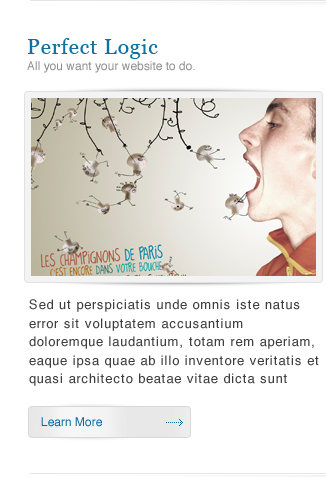 Perfect Logic
All you want your website to do.
LES CHAMPIGNONS DE PARIS
C'EST ENCORE DANS VOTRE BOUCHE
Sed ut perspiciatis unde omnis iste natus
error sit voluptatem accusantium
doloremque laudantium, totam rem aperiam,
eaque ipsa quae ab illo inventore veritatis et
quasi architecto beatae vitae dicta sunt
Learn More